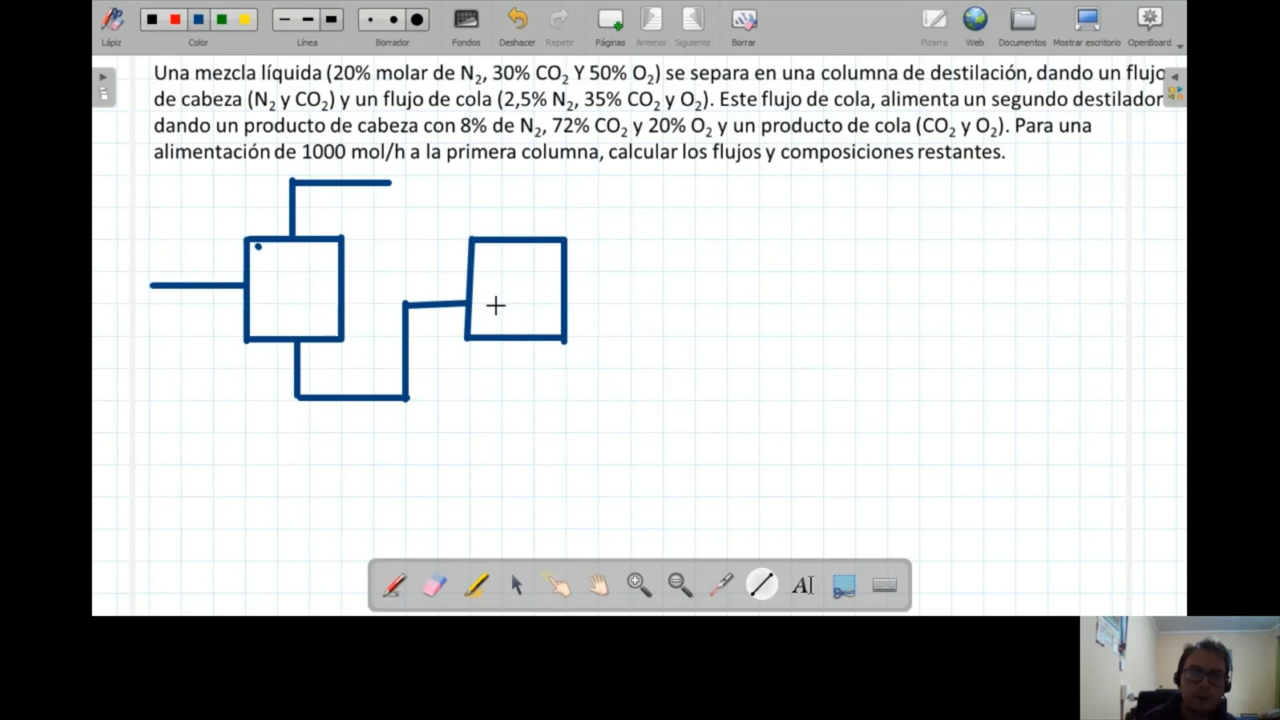 Lápiz Color Línea Borrador Fondos Deshacer Repetir Páginas Anterior Siguiente Borrar Pizarra Web Documentos Mostrar escritorio OpenBoard
Una mezcla líquida (20% molar de N₂, 30% CO₂ Y 50% O₂) se separa en una columna de destilación, dando un flujo
de cabeza (N₂ y CO₂) y un flujo de cola (2,5% N₂, 35% CO₂ y O₂). Este flujo de cola, alimenta un segundo destilador
dando un producto de cabeza con 8% de N₂, 72% CO₂ y 20% O₂ y un producto de cola (CO₂ y O₂). Para una
alimentación de 1000 mol/h a la primera columna, calcular los flujos y composiciones restantes.
AI